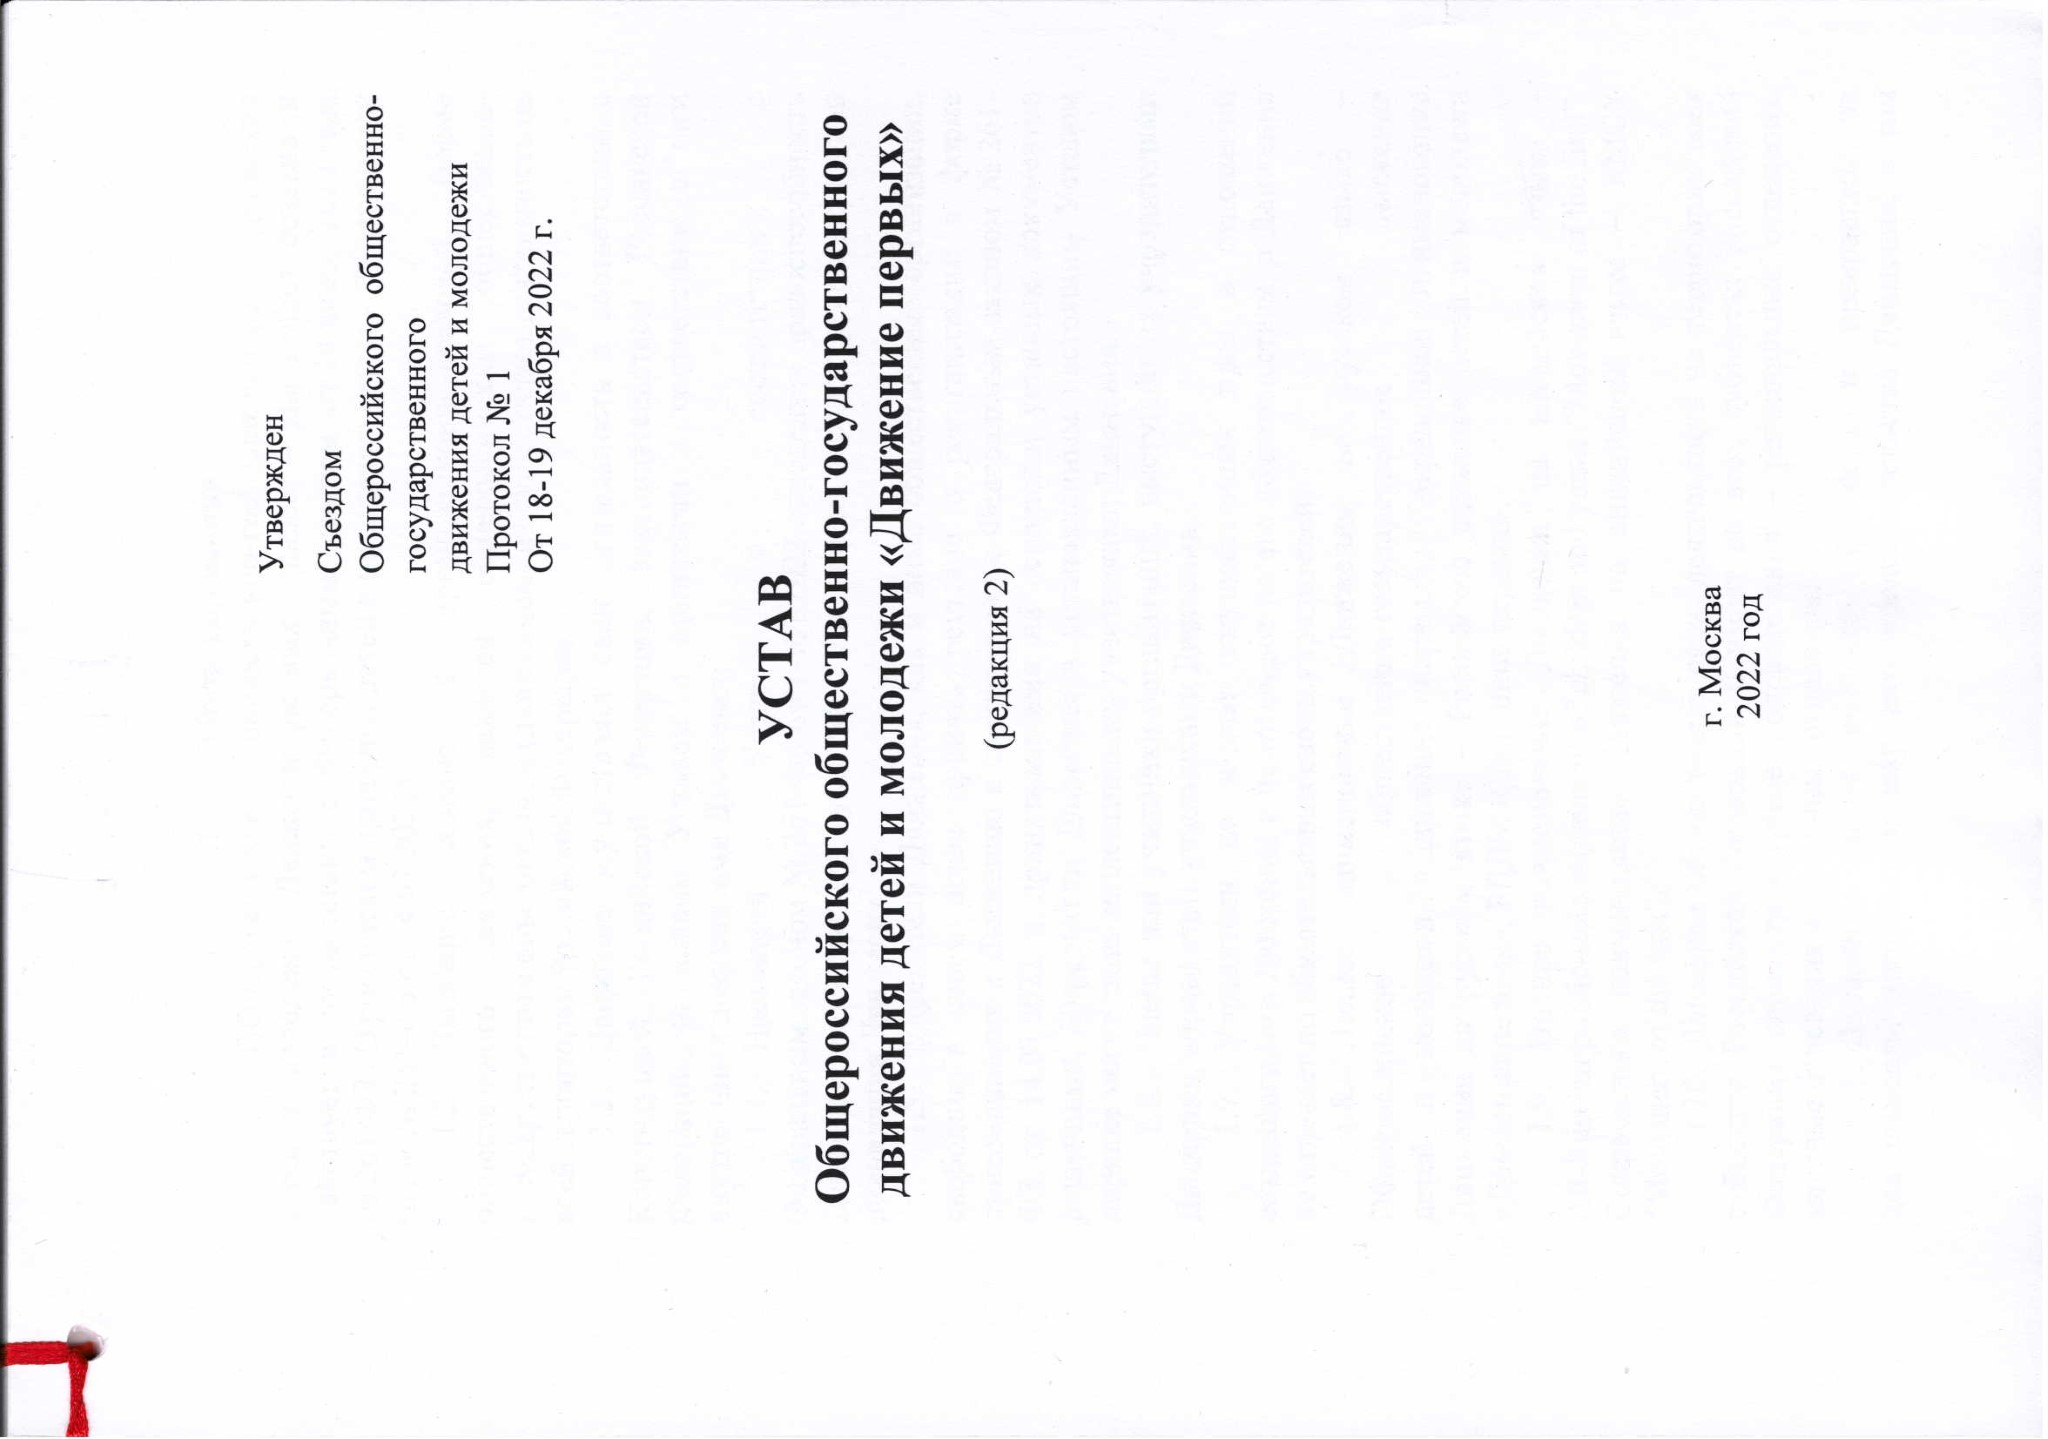 Утвержден
Съездом
Общероссийского общественно-
государственного
движения детей и молодежи
Протокол № 1
От 18-19 декабря 2022 г.
УСТАВ
Общероссийского общественно-государственного
движения детей и молодежи «Движение первых»
(редакция 2)
г. Москва
2022 год